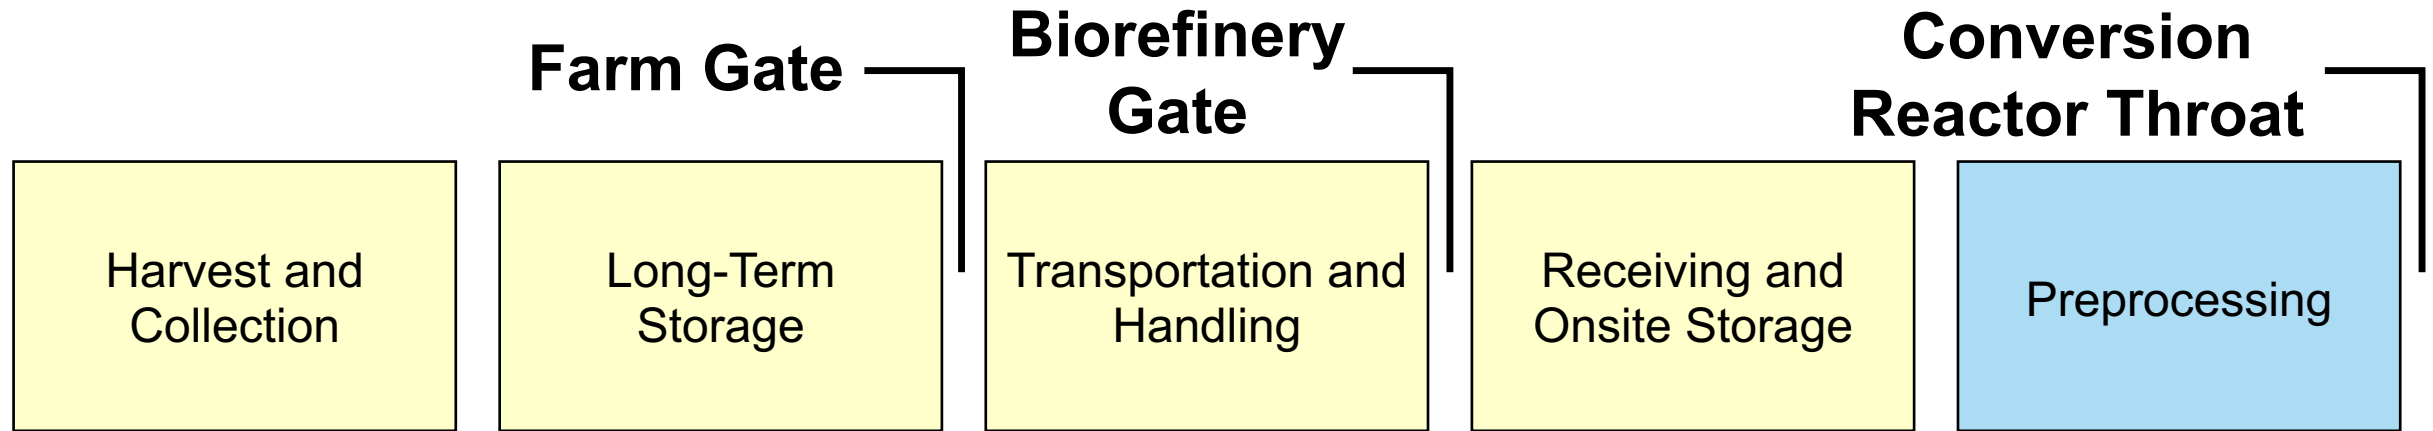 Farm Gate
Biorefinery
Gate
Conversion
Reactor Throat
Harvest and
Collection
Long-Term
Storage
Transportation and
Handling
Receiving and
Onsite Storage
Preprocessing